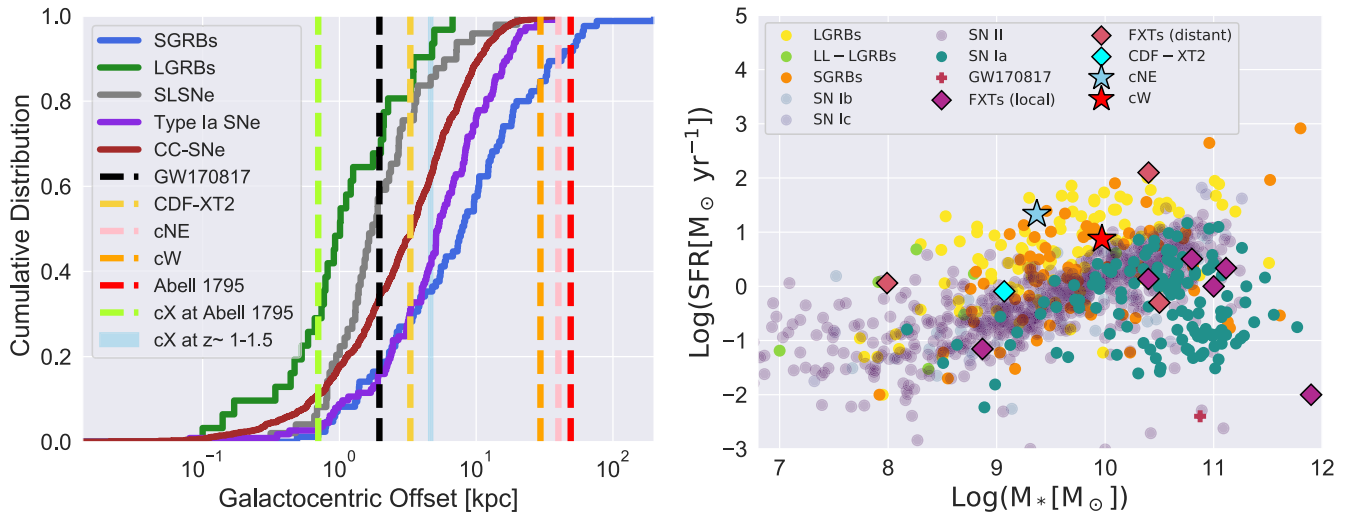 1.0
0.8
0.6
0.4
0.2
0.0
Cumulative Distribution
SGRBs
LGRBs
SLSNe
Type Ia SNe
CC-SNe
GW170817
CDF-XT2
cNE
cW
Abell 1795
cX at Abell 1795
cX at z~ 1-1.5
10⁻¹ 10⁰ 10¹ 10²
Galactocentric Offset [kpc]
5
4
3
2
1
0
−1
−2
−3
Log(SFR[M⊙ yr⁻¹])
LGRBs
LL−LGRBs
SGRBs
SN Ib
SN Ic
SN II
SN Ia
GW170817
FXTs (local)
FXTs (distant)
CDF−XT2
cNE
cW
7 8 9 10 11 12
Log(M*[M⊙])